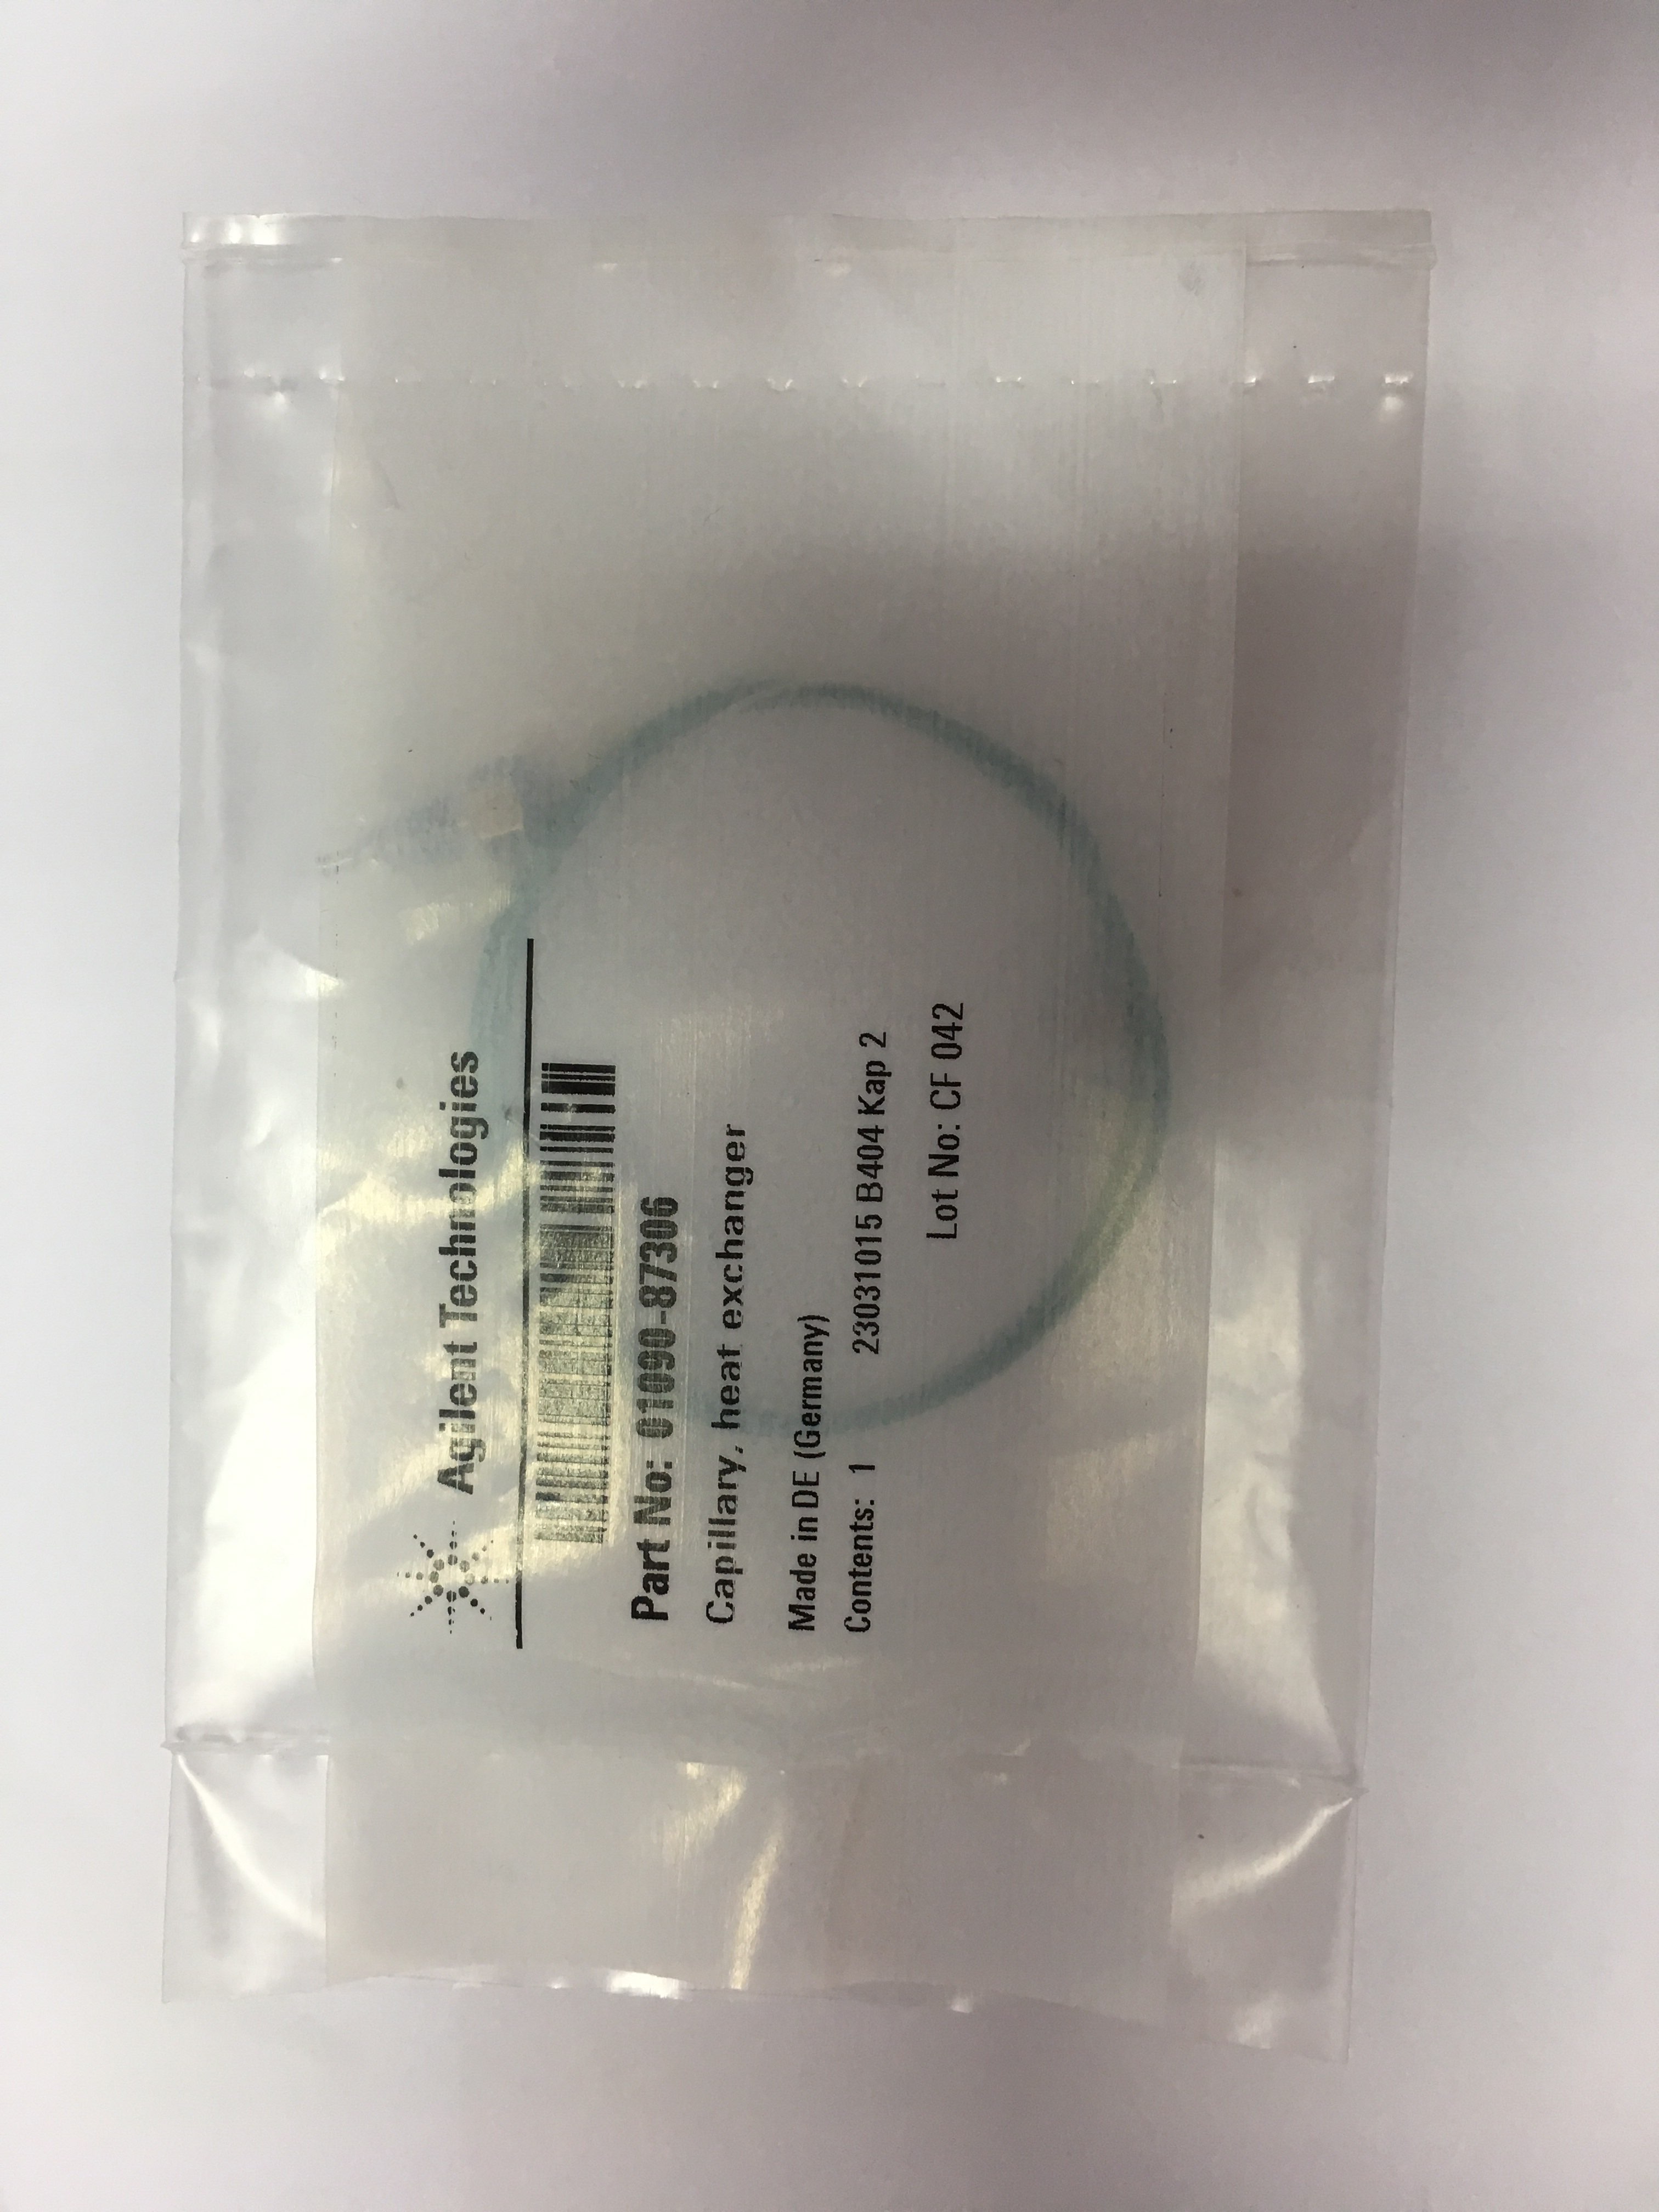 Agilent Technologies
Part No: 01090-87306
Capillary, heat exchanger
Made in DE (Germany)
Contents: 1 23031015 B404 Kap 2
Lot No: CF 042